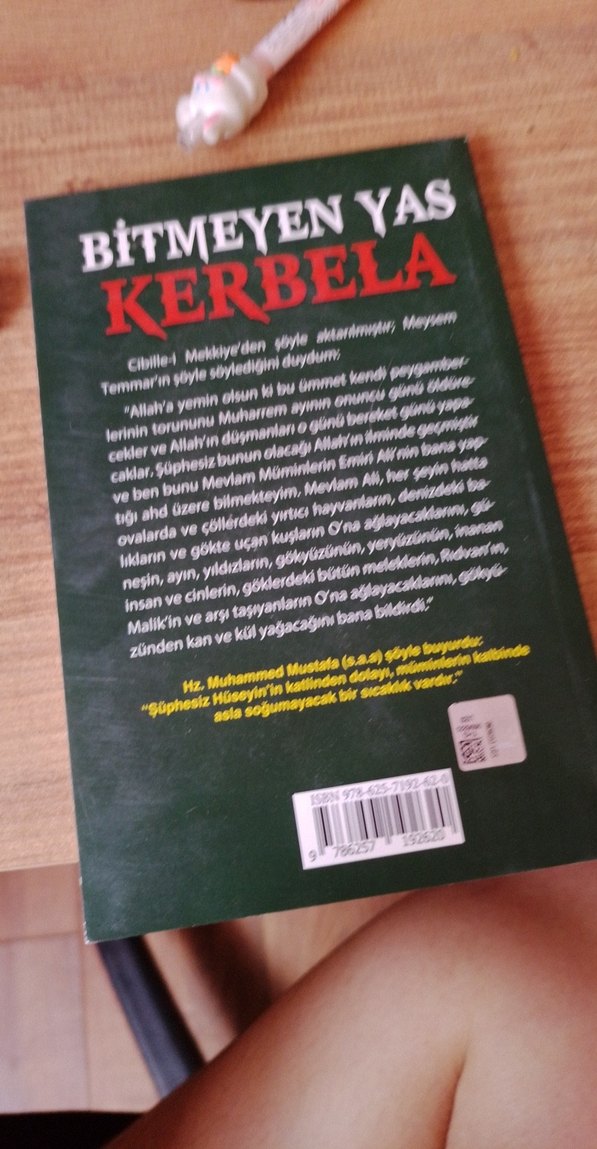 BİTMEYEN YAS
KERBELA
Cibille-i Mekkiye'den şöyle aktarılmıştır; Meysem
Temmar'ın şöyle söylediğini duydum;
"Allah'a yemin olsun ki bu ümmet kendi peygamber-
lerinin torununu Muharrem ayının onuncu günü öldüre-
cekler ve Allah'ın düşmanları o günü bereket günü yapa-
caklar. Şüphesiz bunun olacağı Allah'ın ilminde geçmiştir
ve ben bunu Mevlam Müminlerin Emiri Ali'nin bana yap-
tığı ahd üzere bilmekteyim. Mevlam Ali, her şeyin hatta
ovalarda ve çöllerdeki yırtıcı hayvanların, denizdeki ba-
lıkların ve gökte uçan kuşların O'na ağlayacaklarını, gü-
neşin, ayın, yıldızların, gökyüzünün, yeryüzünün, inanan
insan ve cinlerin, göklerdeki bütün meleklerin, Rıdvan'ın,
Malik'in ve arşı taşıyanların O'na ağlayacaklarını, gökyü-
zünden kan ve kül yağacağını bana bildirdi."
Hz. Muhammed Mustafa (s.a.a) şöyle buyurdu:
"Şüphesiz Hüseyin'in katlinden dolayı, müminlerin kalbinde
asla soğumayacak bir sıcaklık vardır."
ISBN 978-625-7192-62-0
9 786257 192620